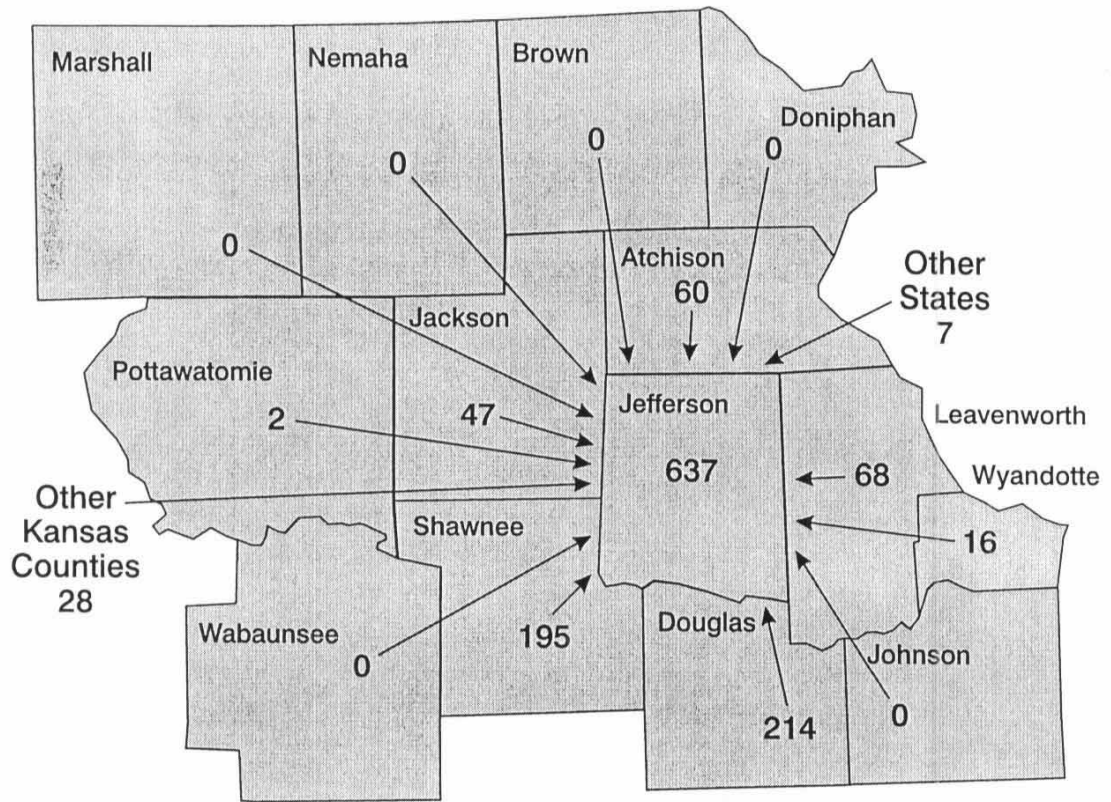 Marshall
Nemaha
Brown
Doniphan
0
0
0
0
Atchison
60
Other
States
7
Jackson
Pottawatomie
2
47
Jefferson
637
Leavenworth
68
Wyandotte
16
Other
Kansas
Counties
28
Shawnee
195
Wabaunsee
0
Douglas
214
Johnson
0